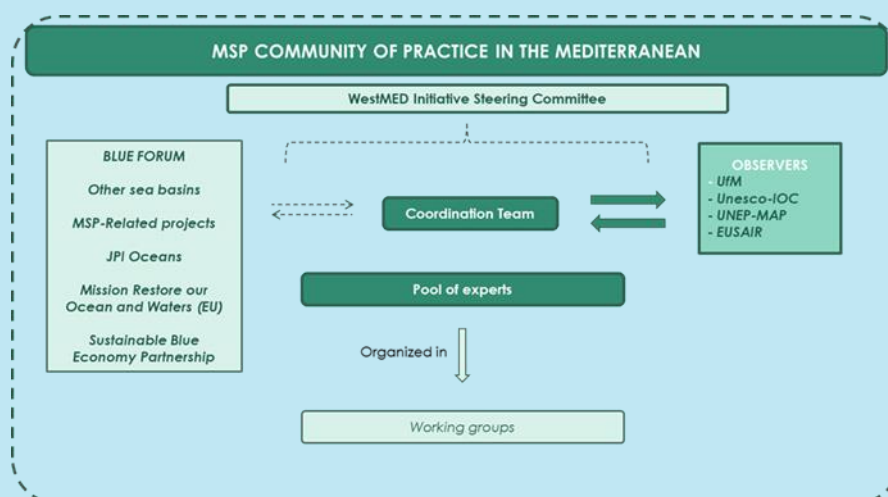 MSP COMMUNITY OF PRACTICE IN THE MEDITERRANEAN
WestMED Initiative Steering Committee
BLUE FORUM
Other sea basins
MSP-Related projects
JPI Oceans
Mission Restore our
Ocean and Waters (EU)
Sustainable Blue
Economy Partnership
Coordination Team
OBSERVERS
- UfM
- Unesco-IOC
- UNEP-MAP
- EUSAIR
Pool of experts
Organized in
Working groups